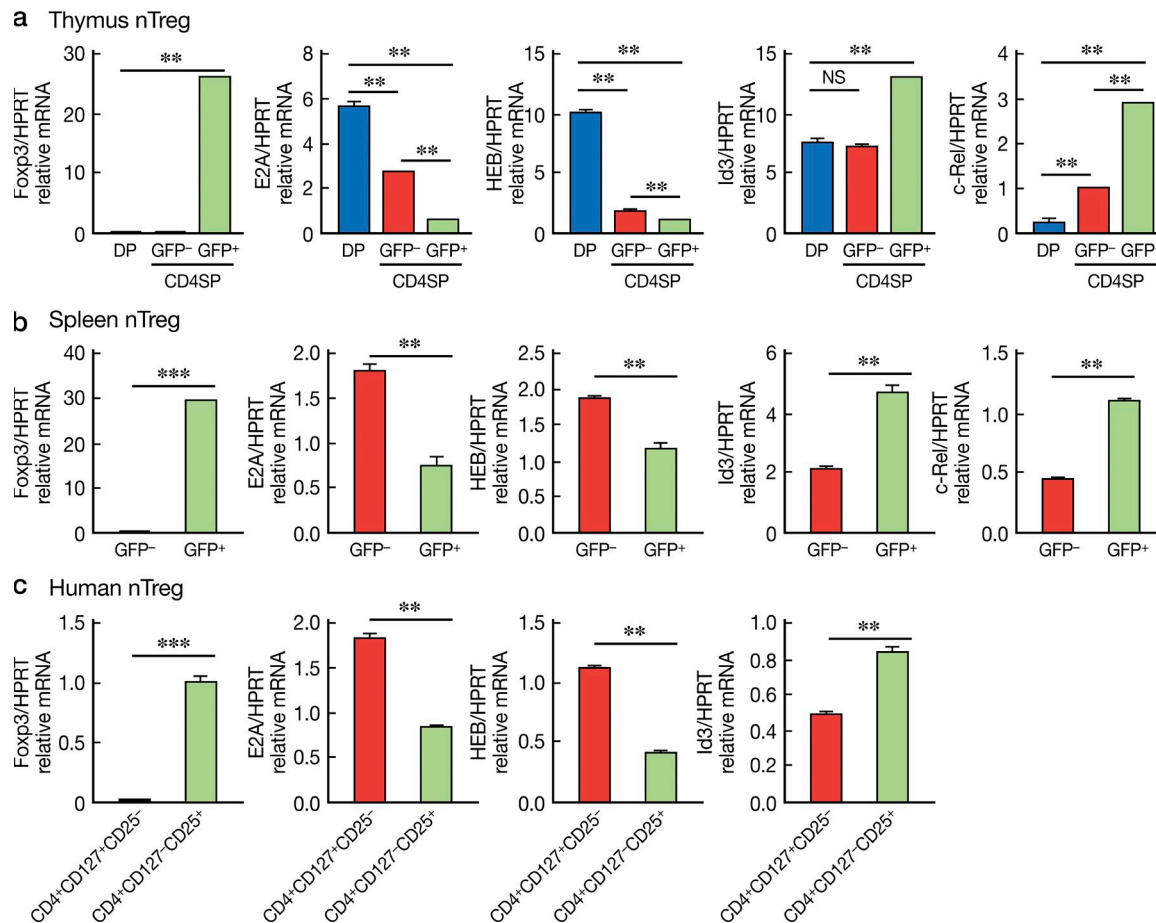 a Thymus nTreg
Foxp3/HPRT
relative mRNA
30
20
10
0
**
DP
GFP⁻
GFP⁺
CD4SP
E2A/HPRT
relative mRNA
8
6
4
2
0
**
**
**
DP
GFP⁻
GFP⁺
CD4SP
HEB/HPRT
relative mRNA
15
10
5
0
**
**
**
DP
GFP⁻
GFP⁺
CD4SP
Id3/HPRT
relative mRNA
15
10
5
0
**
NS
DP
GFP⁻
GFP⁺
CD4SP
c-Rel/HPRT
relative mRNA
4
3
2
1
0
**
**
**
DP
GFP⁻
GFP
CD4SP
b Spleen nTreg
Foxp3/HPRT
relative mRNA
40
30
20
10
0
***
GFP⁻
GFP⁺
E2A/HPRT
relative mRNA
2.0
1.5
1.0
0.5
0.0
**
GFP⁻
GFP⁺
HEB/HPRT
relative mRNA
2.5
2.0
1.5
1.0
0.5
0.0
**
GFP⁻
GFP⁺
Id3/HPRT
relative mRNA
6
4
2
0
**
GFP⁻
GFP⁺
c-Rel/HPRT
relative mRNA
1.5
1.0
0.5
0.0
**
GFP⁻
GFP⁺
c Human nTreg
Foxp3/HPRT
relative mRNA
1.5
1.0
0.5
0
***
CD4⁺CD127⁺CD25⁻
CD4⁺CD127⁻CD25⁺
E2A/HPRT
relative mRNA
2.0
1.5
1.0
0.5
0.0
**
CD4⁺CD127⁺CD25⁻
CD4⁺CD127⁻CD25⁺
HEB/HPRT
relative mRNA
1.5
1.0
0.5
0.0
**
CD4⁺CD127⁺CD25⁻
CD4⁺CD127⁻CD25⁺
Id3/HPRT
relative mRNA
1.0
0.8
0.6
0.4
0.2
0.0
**
CD4⁺CD127⁺CD25⁻
CD4⁺CD127⁻CD25⁺